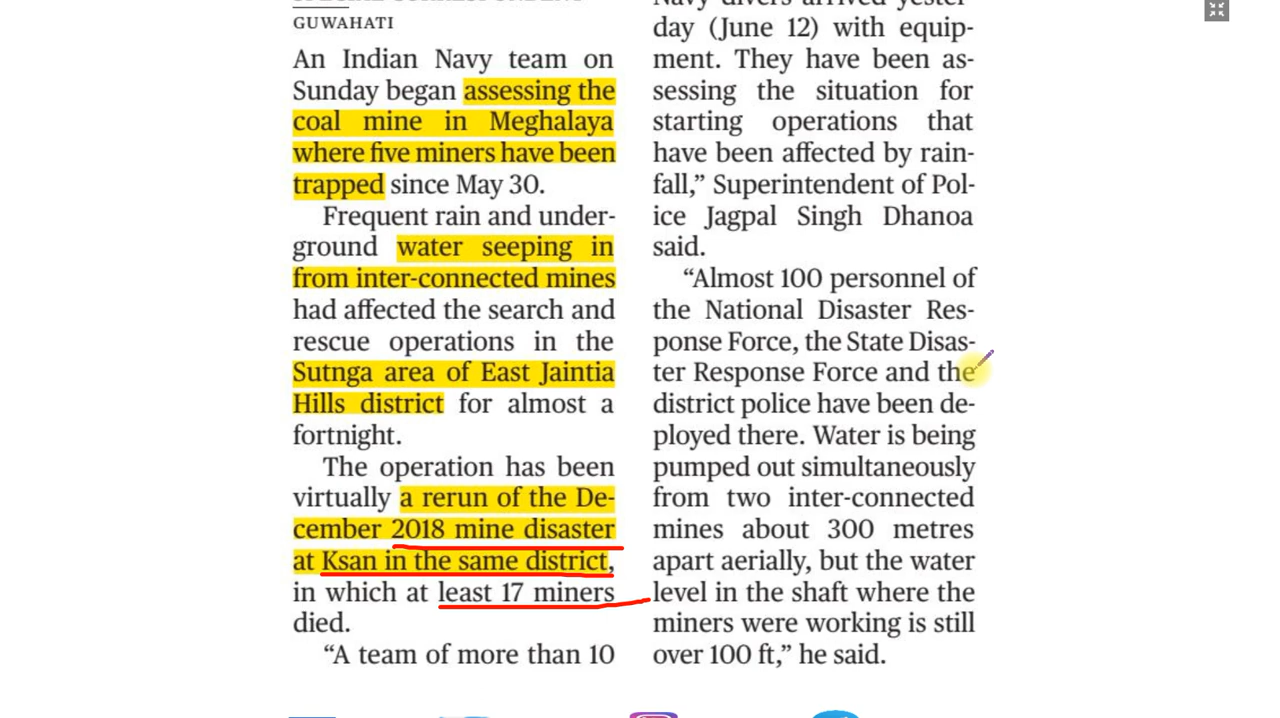 GUWAHATI
An Indian Navy team on
Sunday began assessing the
coal mine in Meghalaya
where five miners have been
trapped since May 30.
Frequent rain and under-
ground water seeping in
from inter-connected mines
had affected the search and
rescue operations in the
Sutnga area of East Jaintia
Hills district for almost a
fortnight.
The operation has been
virtually a rerun of the De-
cember 2018 mine disaster
at Ksan in the same district,
in which at least 17 miners
died.
“A team of more than 10
Navy divers arrived yester-
day (June 12) with equip-
ment. They have been as-
sessing the situation for
starting operations that
have been affected by rain-
fall,” Superintendent of Pol-
ice Jagpal Singh Dhanoa
said.
“Almost 100 personnel of
the National Disaster Res-
ponse Force, the State Disas-
ter Response Force and the
district police have been de-
ployed there. Water is being
pumped out simultaneously
from two inter-connected
mines about 300 metres
apart aerially, but the water
level in the shaft where the
miners were working is still
over 100 ft,” he said.